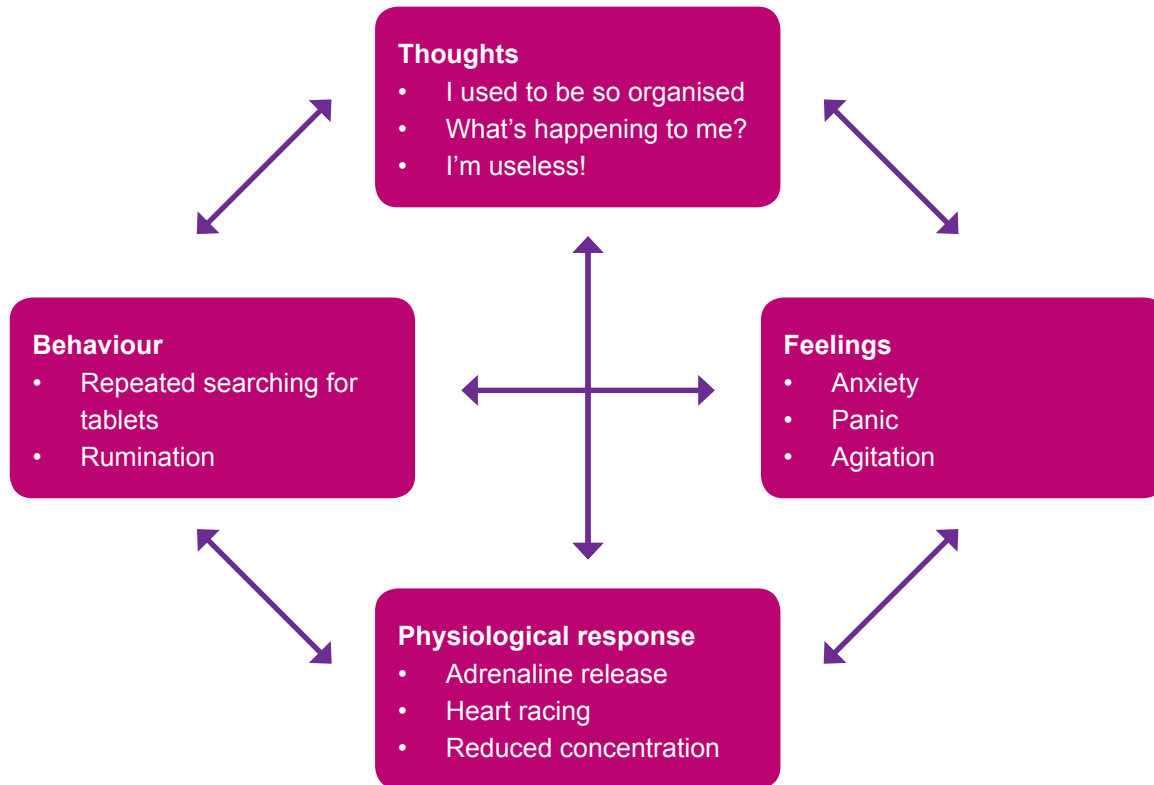 Thoughts
• I used to be so organised
• What's happening to me?
• I'm useless!
Behaviour
• Repeated searching for
tablets
• Rumination
Feelings
• Anxiety
• Panic
• Agitation
Physiological response
• Adrenaline release
• Heart racing
• Reduced concentration